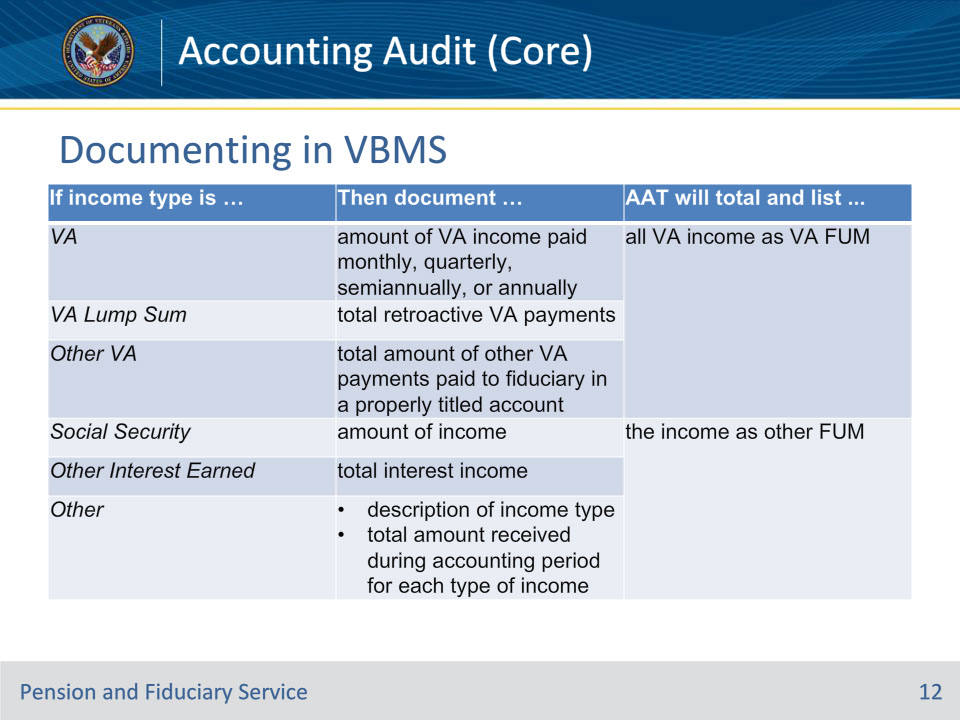 Accounting Audit (Core)
Documenting in VBMS
If income type is …
Then document …
AAT will total and list ...
VA
amount of VA income paid
monthly, quarterly,
semiannually, or annually
all VA income as VA FUM
VA Lump Sum
total retroactive VA payments
Other VA
total amount of other VA
payments paid to fiduciary in
a properly titled account
Social Security
amount of income
the income as other FUM
Other Interest Earned
total interest income
Other
• description of income type
• total amount received
during accounting period
for each type of income
Pension and Fiduciary Service
12